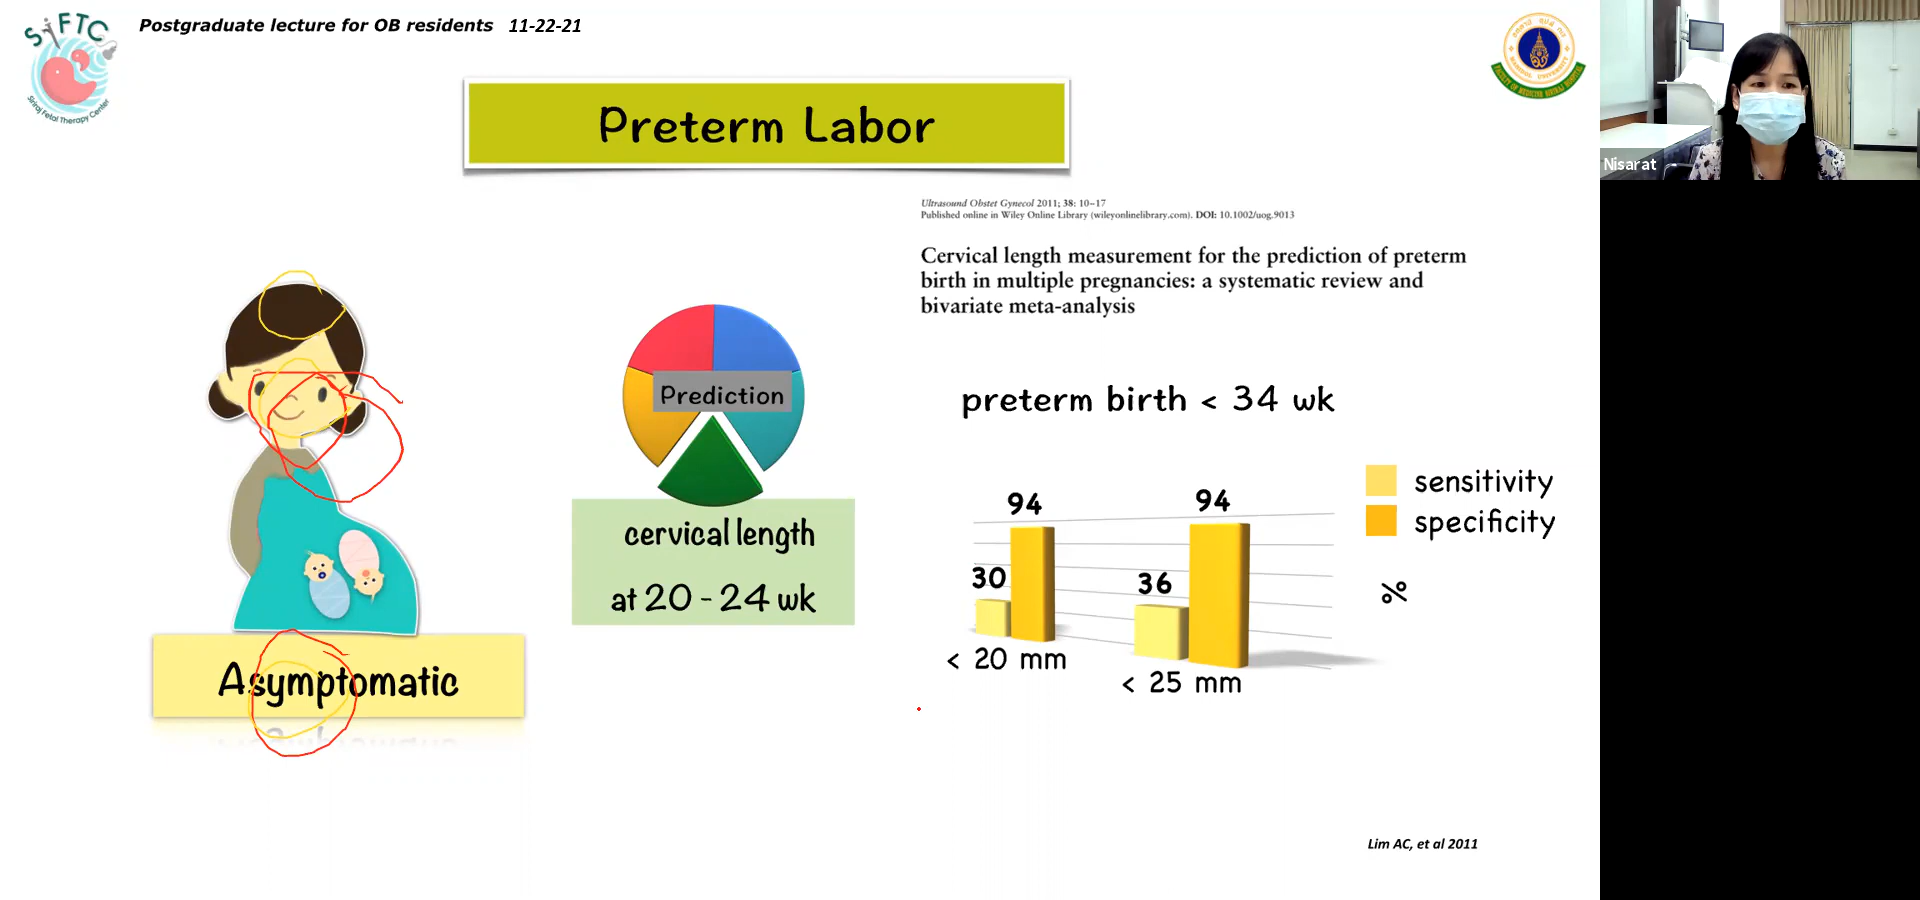 SiFTC
Siriraj Fetal Therapy Center
Postgraduate lecture for OB residents 11-22-21
Preterm Labor
Nisarat
Ultrasound Obstet Gynecol 2011; 38: 10–17
Published online in Wiley Online Library (wileyonlinelibrary.com). DOI: 10.1002/uog.9013
Cervical length measurement for the prediction of preterm
birth in multiple pregnancies: a systematic review and
bivariate meta-analysis
Prediction
preterm birth < 34 wk
cervical length
at 20 - 24 wk
sensitivity
specificity
%
94
94
30
36
< 20 mm
< 25 mm
Asymptomatic
Lim AC, et al 2011